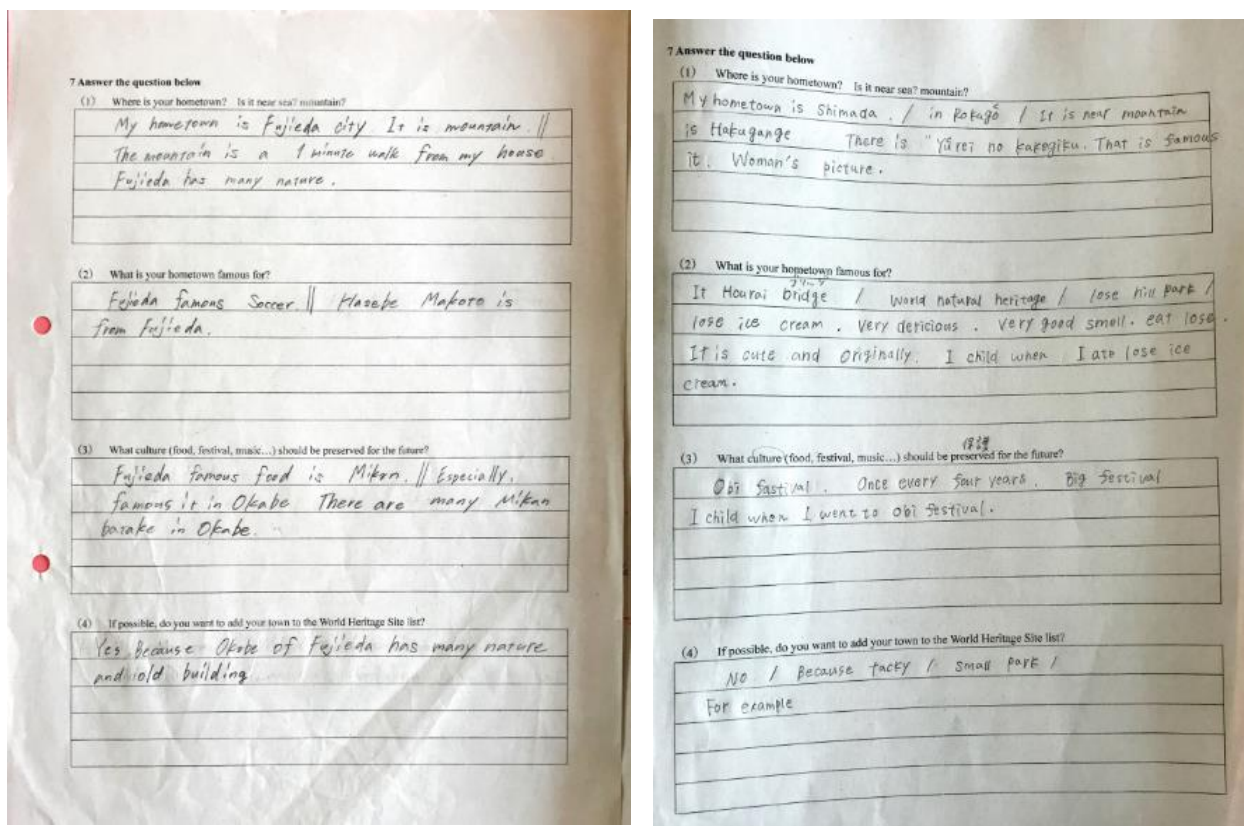 7 Answer the question below
(1) Where is your hometown? Is it near sea? mountain?
My hometown is Fujieda city It is mountain. ||
The mountain is a 1 minute walk from my house
Fujieda has many nature.
(2) What is your hometown famous for?
Fejieda famous Soccer. || Hasebe Makoto is
from Fujieda.
(3) What culture (food, festival, music...) should be preserved for the future?
Fujieda famous food is Mikan. || Especially,
famous it in Okabe There are many Mikan
batake in Okabe.
(4) If possible, do you want to add your town to the World Heritage Site list?
Yes Because Okabe of Fujieda has many nature
and old building
7 Answer the question below
(1) Where is your hometown? Is it near sea? mountain?
My hometown is Shimada. / in Rokagō / It is near mountain
is Hakugange There is "Yūrei no kakegiku. That is famous
it. Woman's picture.
(2) What is your hometown famous for?
ブリッジ
It Hourai bridge / World natural heritage / lose hill park /
lose ice cream. Very dericious. Very good smell. eat lose.
It is cute and originally. I child when I ate lose ice
cream.
保護
(3) What culture (food, festival, music...) should be preserved for the future?
Obi fastival. Once every four years. Big festival
I child when I went to obi festival.
(4) If possible, do you want to add your town to the World Heritage Site list?
No / Because tacky / small park /
For example